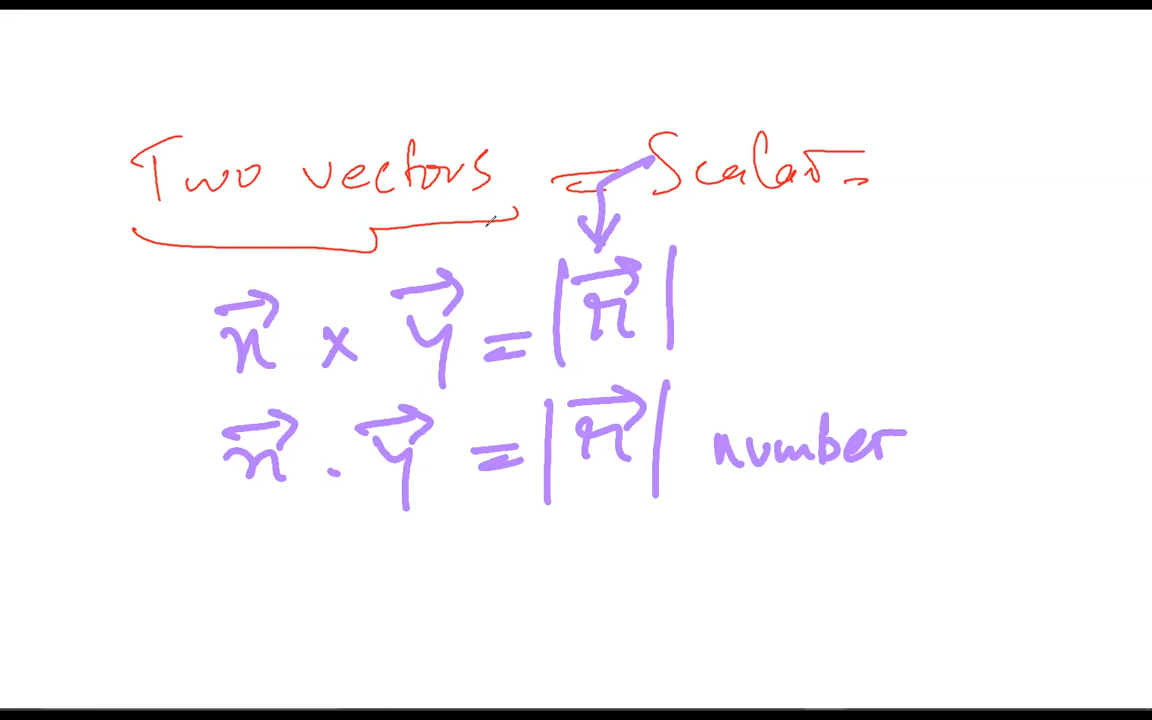 Two vectors = Scalar =
n⃗ × y⃗ = |n⃗|
n⃗ . y⃗ = |n⃗| number